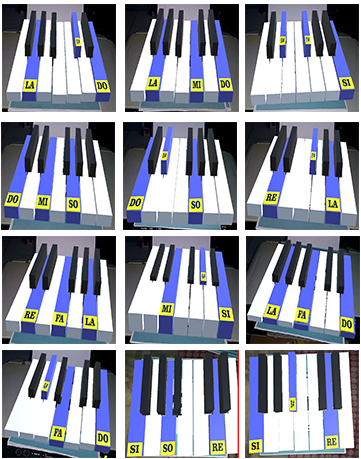 LA DO
LA MI DO
SI
DO MI SO
DO SO
RE LA
RE FA LA
MI SI
LA FA DO
FA DO
SI SO RE
SI RE